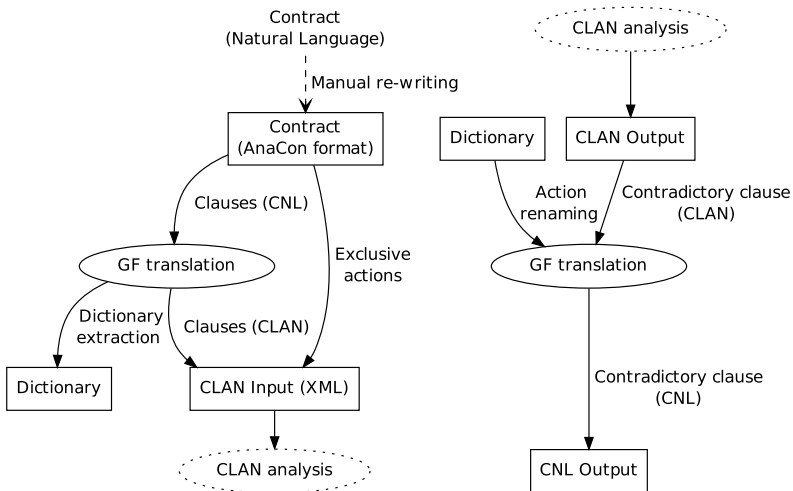 Contract
(Natural Language)
Manual re-writing
Contract
(AnaCon format)
Clauses (CNL)
Exclusive
actions
GF translation
Dictionary
extraction
Clauses (CLAN)
Dictionary
CLAN Input (XML)
CLAN analysis
CLAN analysis
Dictionary
CLAN Output
Action
renaming
Contradictory clause
(CLAN)
GF translation
Contradictory clause
(CNL)
CNL Output